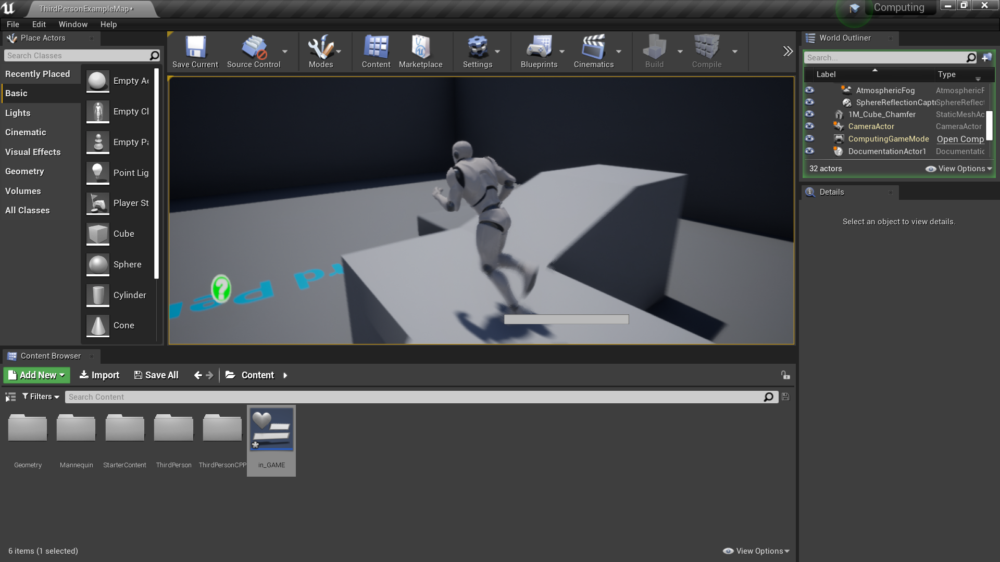 ThirdPersonExampleMap*
Computing
File Edit Window Help
Place Actors
Search Classes
Recently Placed
Basic
Lights
Cinematic
Visual Effects
Geometry
Volumes
All Classes
Empty Ac
Empty Cl
Empty Pa
Point Lig
Player St
Cube
Sphere
Cylinder
Cone
Save Current
Source Control
Modes
Content
Marketplace
Settings
Blueprints
Cinematics
Build
Compile
World Outliner
Search...
Label Type
AtmosphericFog AtmosphericF
SphereReflectionCaptu SphereReflect
1M_Cube_Chamfer StaticMeshAc
CameraActor CameraActor
ComputingGameMode Open Comp
DocumentationActor1 Documentatic
32 actors View Options
Details
Select an object to view details.
Content Browser
Add New Import Save All Content
Filters Search Content
Geometry
Mannequin
StarterContent
ThirdPerson
ThirdPersonCPP
in_GAME
6 items (1 selected)
View Options